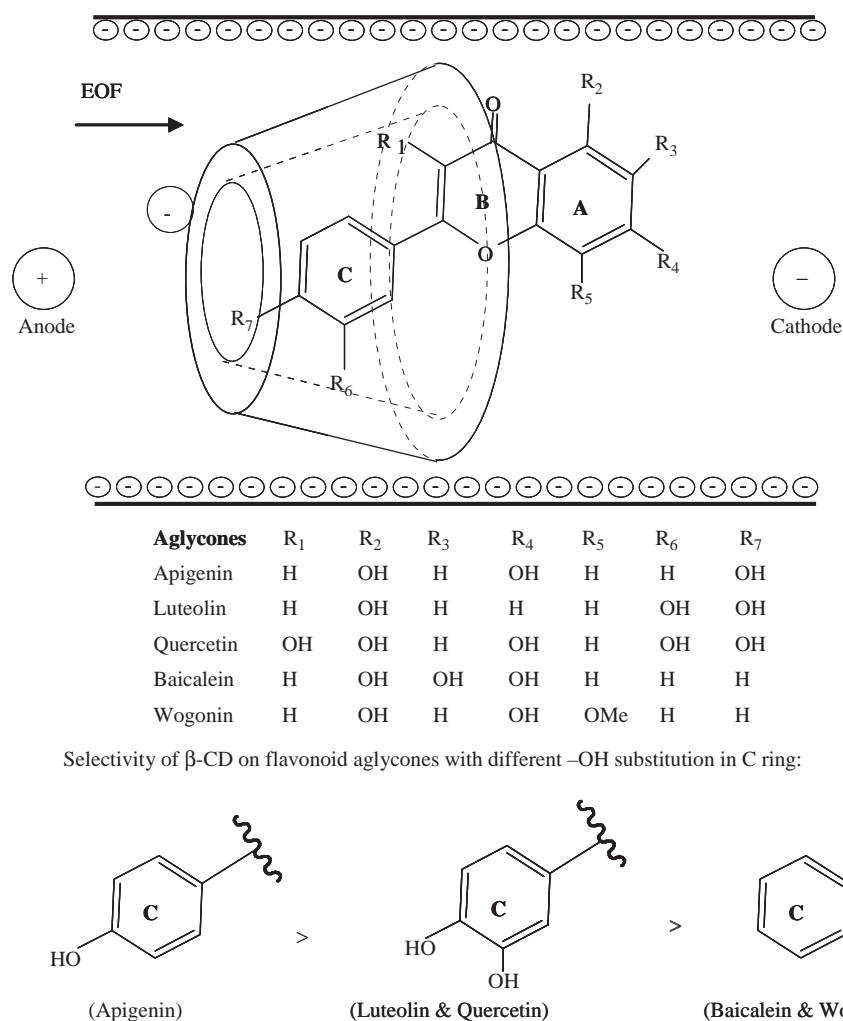 EOF
O
R2
R 1
R3
B
A
O
R4
R5
C
R7
R6
+
Anode
−
Cathode
-
Aglycones R1 R2 R3 R4 R5 R6 R7
Apigenin H OH H OH H H OH
Luteolin H OH H H H OH OH
Quercetin OH OH H OH H OH OH
Baicalein H OH OH OH H H H
Wogonin H OH H OH OMe H H
Selectivity of β-CD on flavonoid aglycones with different –OH substitution in C ring:
C
HO
>
C
HO
OH
>
C
(Apigenin) (Luteolin & Quercetin) (Baicalein & Wo